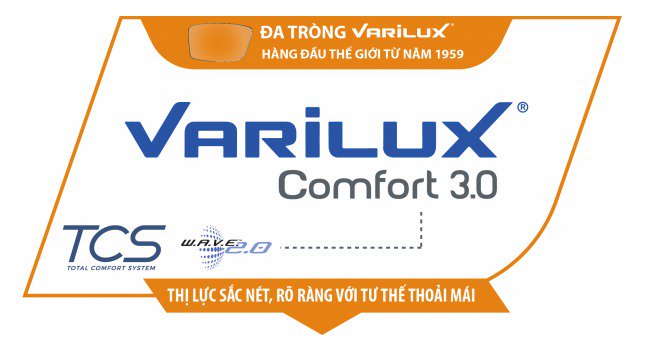 ĐA TRÒNG VARiLUX
HÀNG ĐẦU THẾ GIỚI TỪ NĂM 1959
VARiLUX®
Comfort 3.0
TCS
TOTAL COMFORT SYSTEM
W.A.V.E 2.0
THỊ LỰC SẮC NÉT, RÕ RÀNG VỚI TƯ THẾ THOẢI MÁI